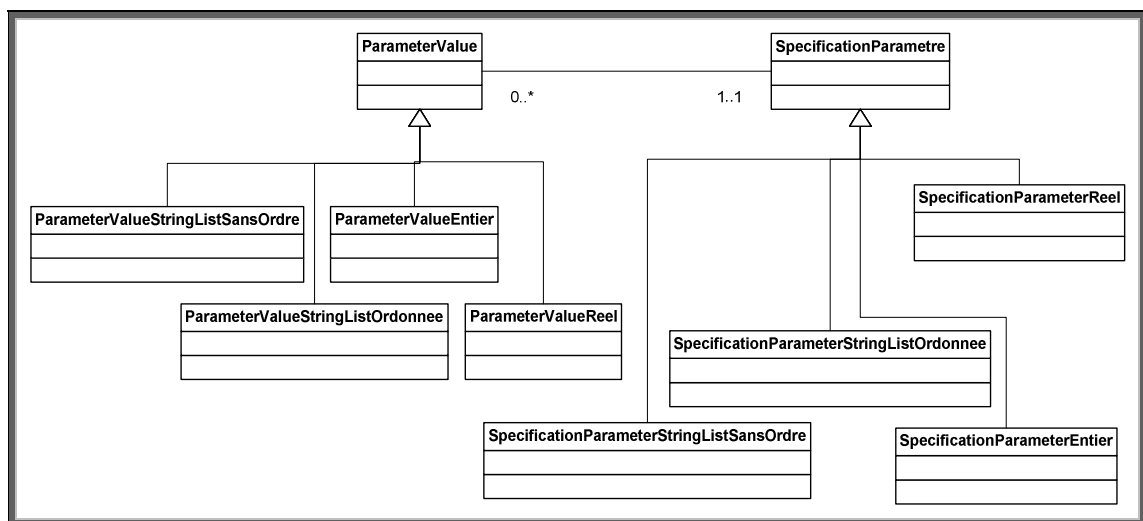 ParameterValue
SpecificationParametre
0..*
1..1
SpecificationParameterReel
ParameterValueStringListSansOrdre
ParameterValueEntier
ParameterValueStringListOrdonnee
ParameterValueReel
SpecificationParameterStringListOrdonnee
SpecificationParameterStringListSansOrdre
SpecificationParameterEntier